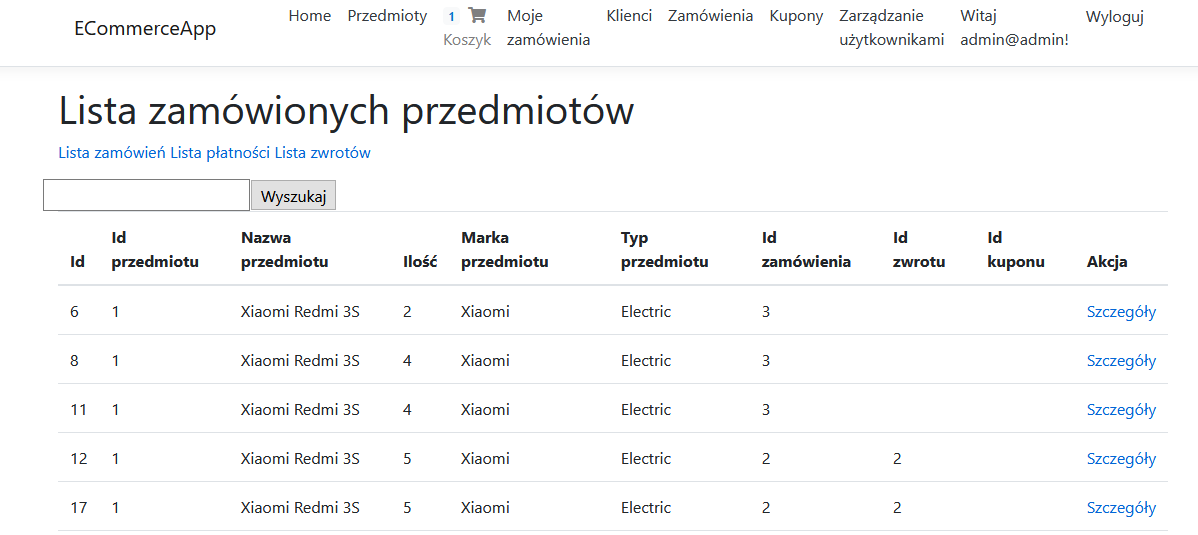 ECommerceApp
Home Przedmioty 1 Koszyk Moje zamówienia Klienci Zamówienia Kupony Zarządzanie użytkownikami Witaj admin@admin! Wyloguj
Lista zamówionych przedmiotów
Lista zamówień Lista płatności Lista zwrotów
Wyszukaj
Id Id przedmiotu Nazwa przedmiotu Ilość Marka przedmiotu Typ przedmiotu Id zamówienia Id zwrotu Id kuponu Akcja
6 1 Xiaomi Redmi 3S 2 Xiaomi Electric 3 Szczegóły
8 1 Xiaomi Redmi 3S 4 Xiaomi Electric 3 Szczegóły
11 1 Xiaomi Redmi 3S 4 Xiaomi Electric 3 Szczegóły
12 1 Xiaomi Redmi 3S 5 Xiaomi Electric 2 2 Szczegóły
17 1 Xiaomi Redmi 3S 5 Xiaomi Electric 2 2 Szczegóły